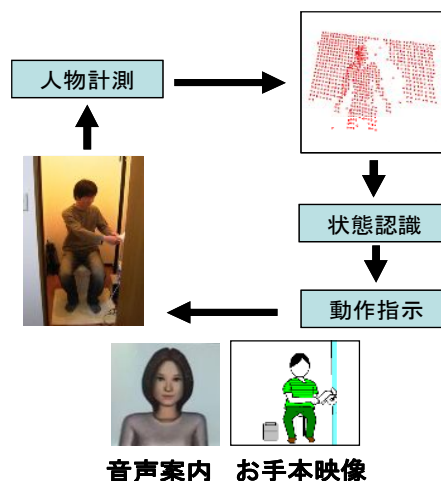 人物計測
状態認識
動作指示
音声案内 お手本映像